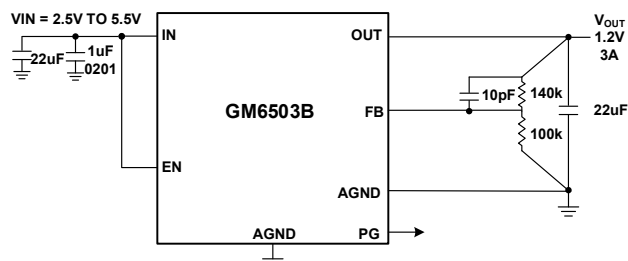 VIN = 2.5V TO 5.5V
22uF
1uF
0201
IN
EN
GM6503B
OUT
FB
AGND
PG
AGND
10pF
140k
100k
22uF
VOUT
1.2V
3A